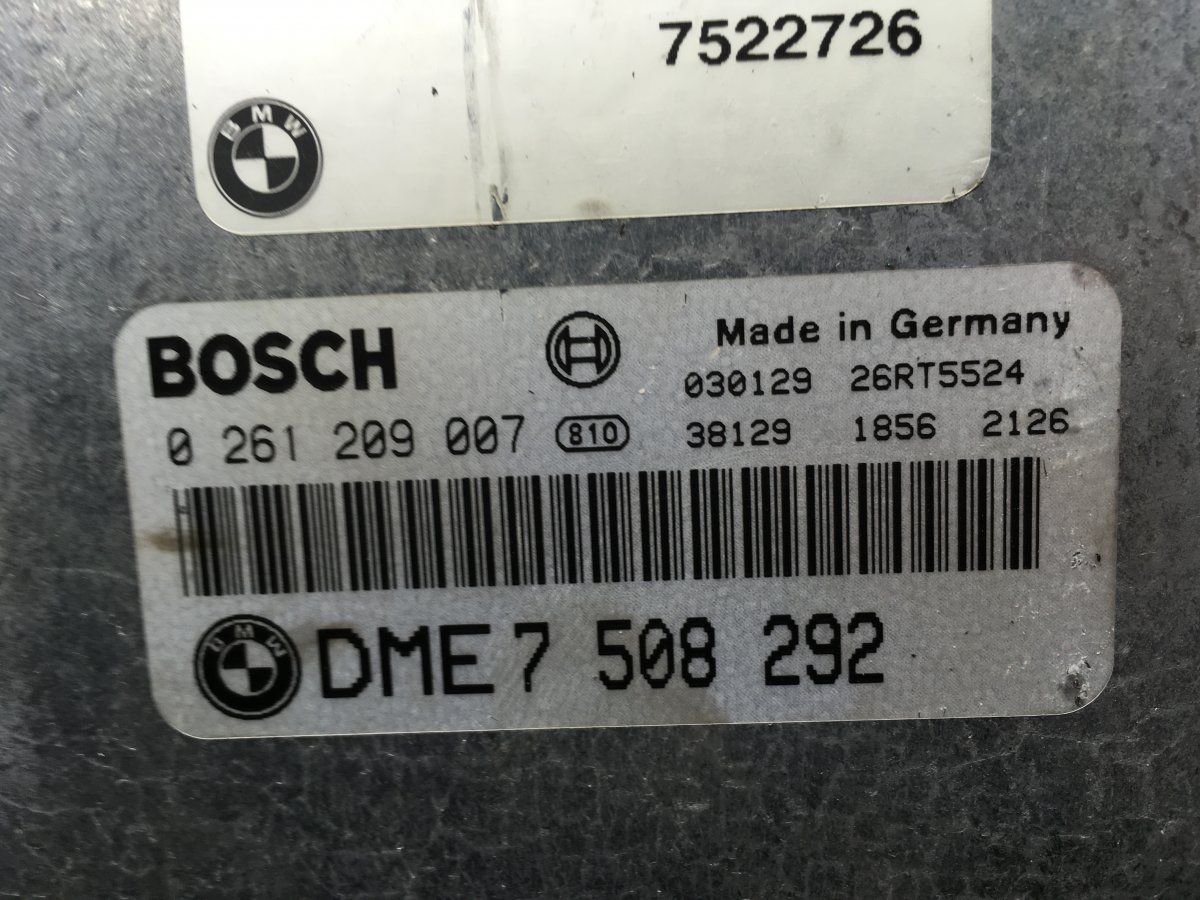 7522726
BMW
BOSCH
Made in Germany
030129 26RT5524
0 261 209 007 810 38129 1856 2126
BMW
DME 7 508 292